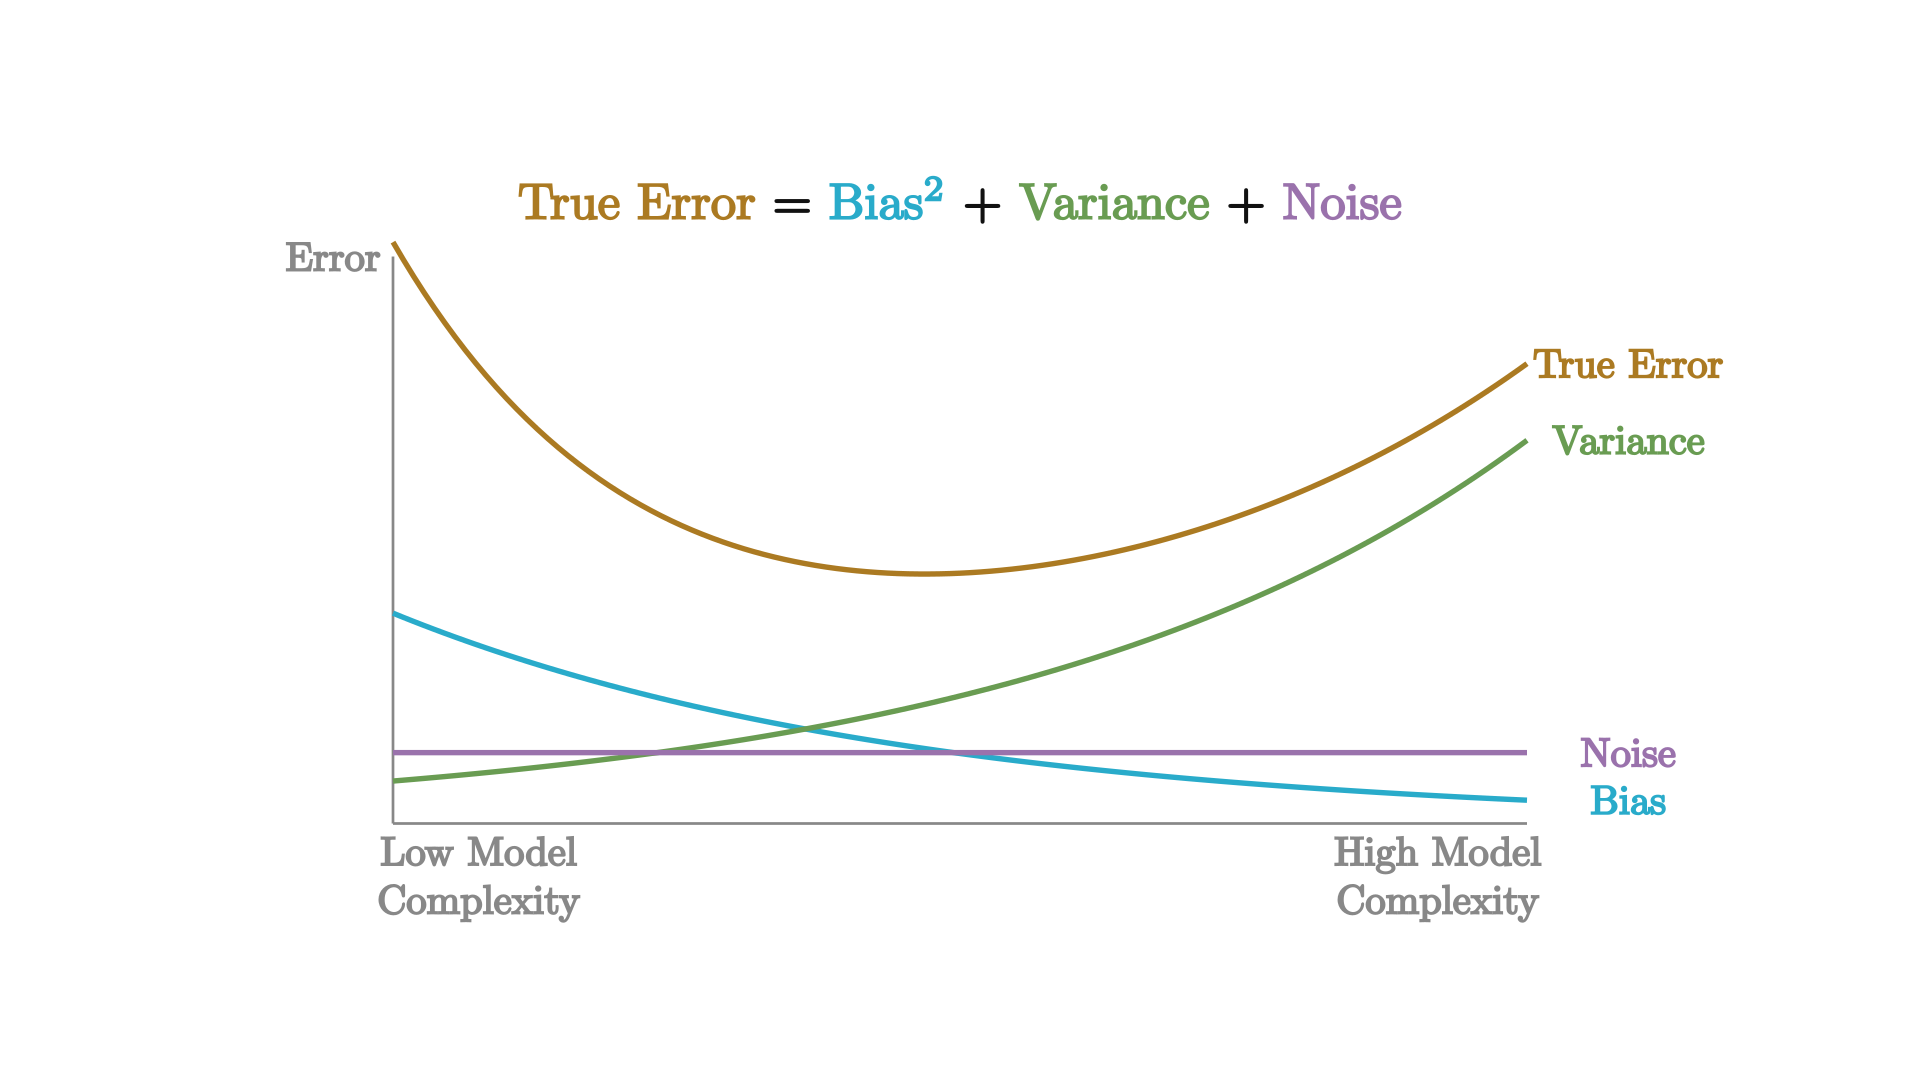 True Error = Bias² + Variance + Noise
Error
True Error
Variance
Noise
Bias
Low Model
Complexity
High Model
Complexity